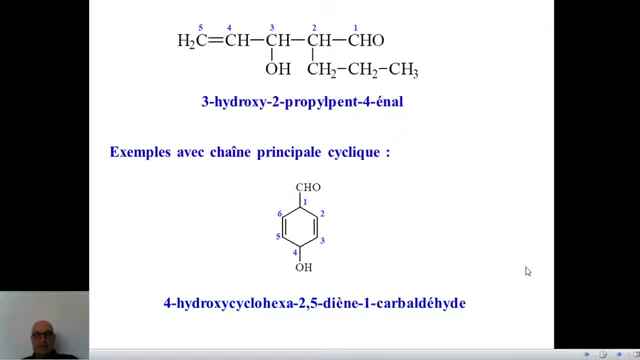 5 4 3 2 1
H₂C=CH—CH—CH—CHO
OH CH₂—CH₂—CH₃
3-hydroxy-2-propylpent-4-énal
Exemples avec chaîne principale cyclique :
CHO
1
6 2
5 3
4
OH
4-hydroxycyclohexa-2,5-diène-1-carbaldéhyde